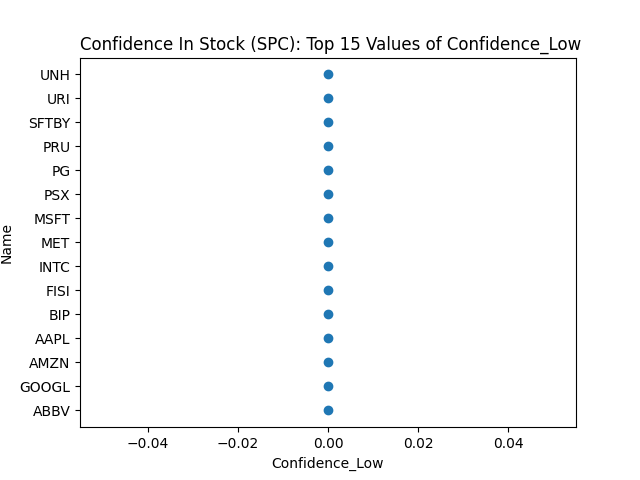 Confidence In Stock (SPC): Top 15 Values of Confidence_Low
UNH
URI
SFTBY
PRU
PG
PSX
MSFT
MET
INTC
FISI
BIP
AAPL
AMZN
GOOGL
ABBV
Name
−0.04 −0.02 0.00 0.02 0.04
Confidence_Low